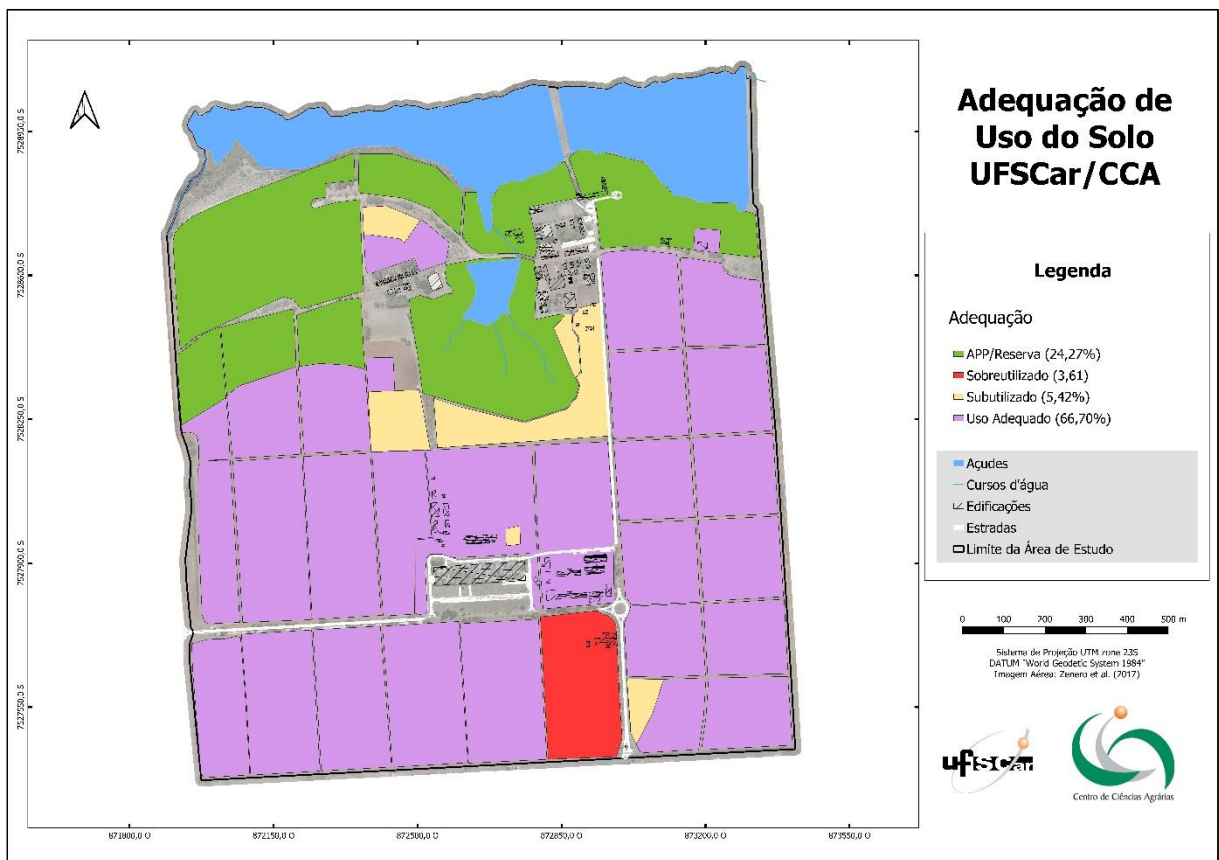 Adequação de
Uso do Solo
UFSCar/CCA
Legenda
Adequação
APP/Reserva (24,27%)
Sobreutilizado (3,61)
Subutilizado (5,42%)
Uso Adequado (66,70%)
Açudes
Cursos d'água
Edificações
Estradas
Limite da Área de Estudo
0 100 200 300 400 500 m
Sistema de Projeção UTM zone 23S
DATUM "World Geodetic System 1984"
Imagem Aérea: Zenero et al. (2017)
ufSCar
Centro de Ciências Agrárias
7528950,0 S
7528600,0 S
7528250,0 S
7527900,0 S
7527550,0 S
871800,0 O
872150,0 O
872500,0 O
872850,0 O
873200,0 O
873550,0 O